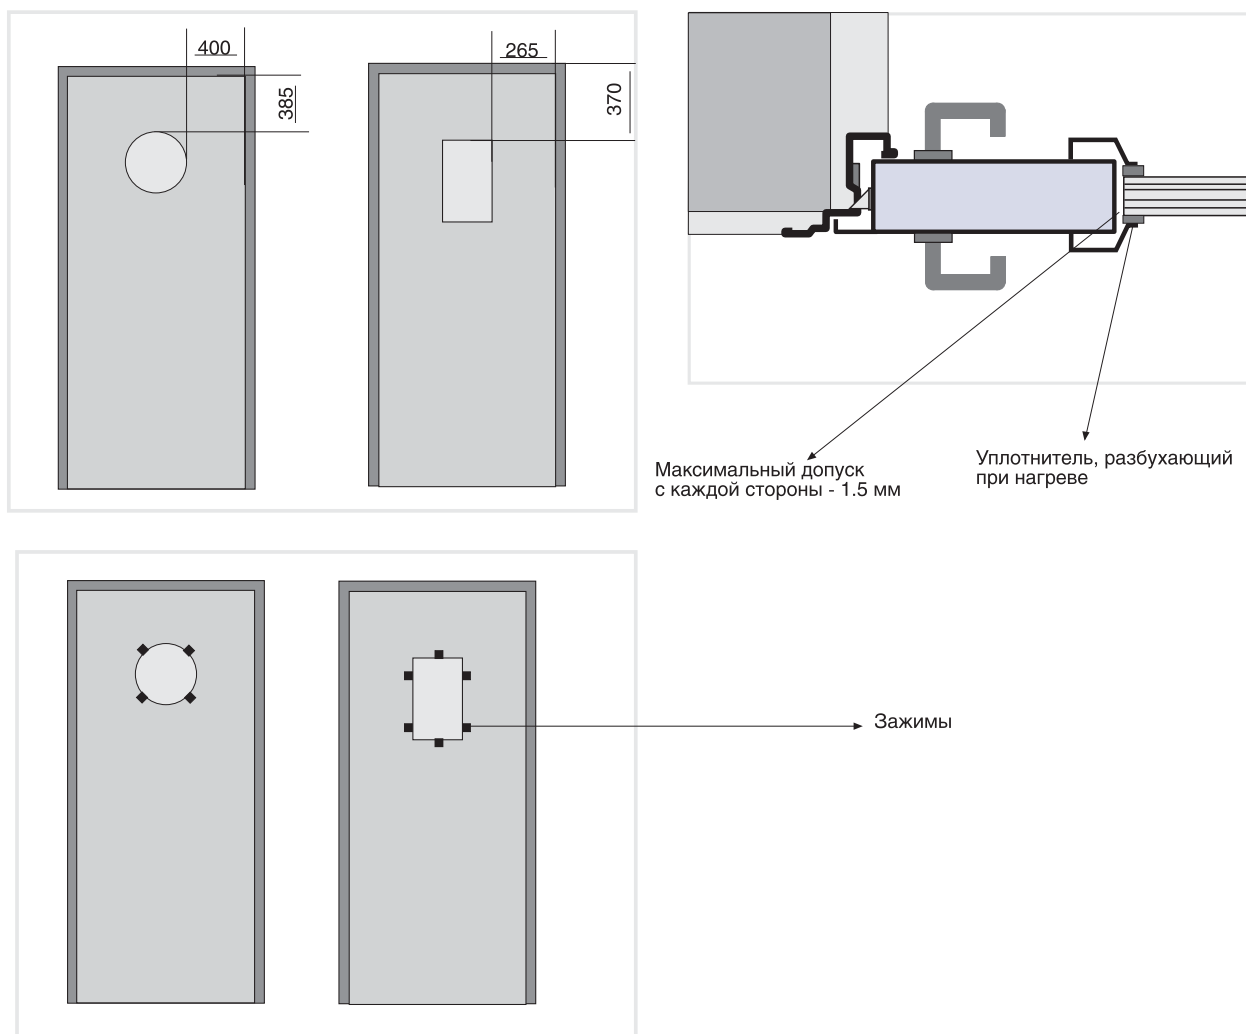 400
385
265
370
Максимальный допуск
с каждой стороны - 1.5 мм
Уплотнитель, разбухающий
при нагреве
Зажимы